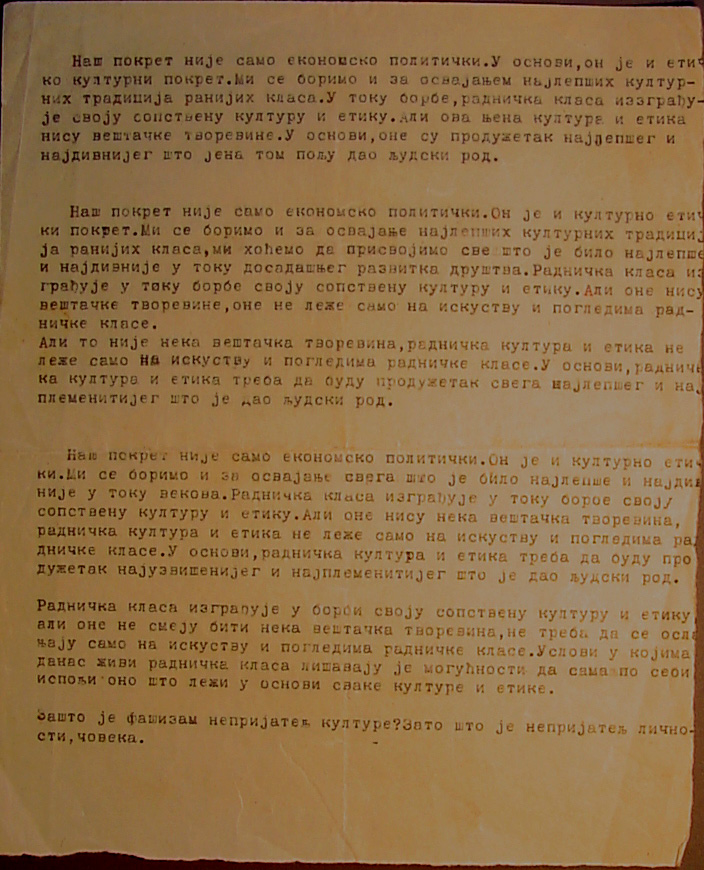 Наш покрет није само економско политички.У основи,он је и етич
ко културни покрет.Ми се боримо и за освајањем најлепших култур-
них традиција ранијих класа.У току борбе,радничка класа иззграђу-
је своју сопствену културу и етику.Али ова њена култура и етика
нису вештачке творевине.У основи,оне су продужетак најлепшег и
најдивнијег што јена том пољу дао људски род.
Наш покрет није само економско политички.Он је и културно етич
ки покрет.Ми се боримо и за освајање најлепших културних традициј
ја ранијих класа,ми хоћемо да присвојимо све што је било најлепше
и најдивније у току досадашњег развитка друштва.Радничка класа из
грађује у току борбе своју сопствену културу и етику.Али оне нису
вештачке творевине,оне не леже само на искуству и погледима рад-
ничке класе.
Али то није нека вештачка творевина,радничка култура и етика не
леже само на искуству и погледима радничке класе.У основи,радниче
ка култура и етика треба да буду продужетак свега најлепшег и нај
племенитијег што је дао људски род.
Наш покрет није само економско политички.Он је и културно етич
ки.Ми се боримо и за освајање свега што је било најлепше и најдив
није у току векова.Радничка класа изграђује у току борбе своју
сопствену културу и етику.Али оне нису нека вештачка творевина,
радничка култура и етика не леже само на искуству и погледима ра
дничке класе.У основи,радничка култура и етика треба да буду про
дужетак најузвишенијег и најплеменитијег што је дао људски род.
Радничка класа изграђује у борби своју сопствену културу и етику
али оне не смеју бити нека вештачка творевина,не треба да се осла
њају само на искуству и погледима радничке класе.Услови у којима
данас живи радничка класа лишавају је могућности да сама по себи
испољи оно што лежи у основи сваке културе и етике.
Зашто је фашизам непријатељ културе?Зато што је непријатељ лично-
сти,човека.